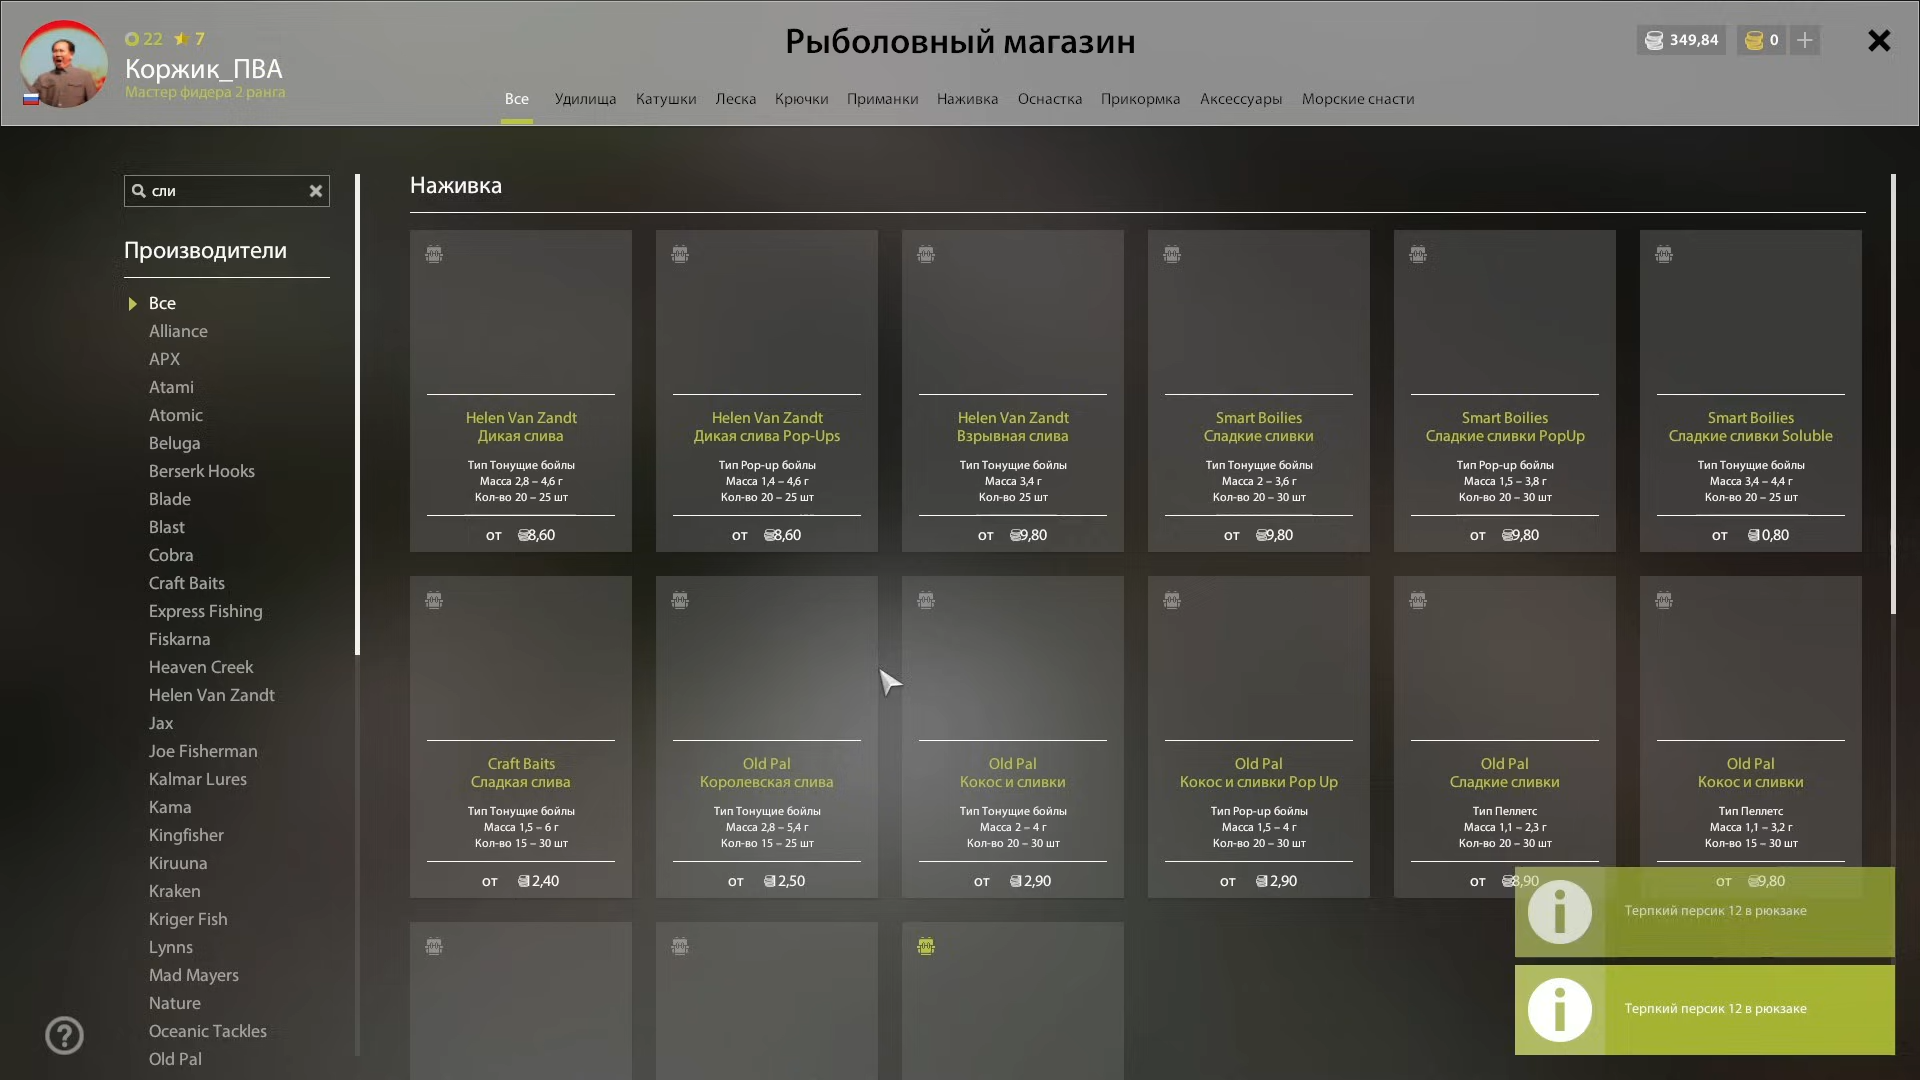 22 7
Коржик_ПВА
Мастер фидера 2 ранга
Рыболовный магазин
349,84 0
Все Удилища Катушки Леска Крючки Приманки Наживка Оснастка Прикормка Аксессуары Морские снасти
сли
Производители
Все
Alliance
APX
Atami
Atomic
Beluga
Berserk Hooks
Blade
Blast
Cobra
Craft Baits
Express Fishing
Fiskarna
Heaven Creek
Helen Van Zandt
Jax
Joe Fisherman
Kalmar Lures
Kama
Kingfisher
Kiruuna
Kraken
Kriger Fish
Lynns
Mad Mayers
Nature
Oceanic Tackles
Old Pal
Наживка
Helen Van Zandt
Дикая слива
Тип Тонущие бойлы
Масса 2,8 – 4,6 г
Кол-во 20 – 25 шт
от 8,60
Helen Van Zandt
Дикая слива Pop-Ups
Тип Pop-up бойлы
Масса 1,4 – 4,6 г
Кол-во 20 – 25 шт
от 8,60
Helen Van Zandt
Взрывная слива
Тип Тонущие бойлы
Масса 3,4 г
Кол-во 25 шт
от 9,80
Smart Boilies
Сладкие сливки
Тип Тонущие бойлы
Масса 2 – 3,6 г
Кол-во 20 – 30 шт
от 9,80
Smart Boilies
Сладкие сливки PopUp
Тип Pop-up бойлы
Масса 1,5 – 3,8 г
Кол-во 20 – 30 шт
от 9,80
Smart Boilies
Сладкие сливки Soluble
Тип Тонущие бойлы
Масса 3,4 – 4,4 г
Кол-во 20 – 25 шт
от 10,80
Craft Baits
Сладкая слива
Тип Тонущие бойлы
Масса 1,5 – 6 г
Кол-во 15 – 30 шт
от 12,40
Old Pal
Королевская слива
Тип Тонущие бойлы
Масса 2,8 – 5,4 г
Кол-во 15 – 25 шт
от 12,50
Old Pal
Кокос и сливки
Тип Тонущие бойлы
Масса 2 – 4 г
Кол-во 20 – 30 шт
от 12,90
Old Pal
Кокос и сливки Pop Up
Тип Pop-up бойлы
Масса 1,5 – 4 г
Кол-во 20 – 30 шт
от 12,90
Old Pal
Сладкие сливки
Тип Пеллетс
Масса 1,1 – 2,3 г
Кол-во 20 – 30 шт
от 8,90
Old Pal
Кокос и сливки
Тип Пеллетс
Масса 1,1 – 3,2 г
Кол-во 15 – 30 шт
от 9,80
Терпкий персик 12 в рюкзаке
Терпкий персик 12 в рюкзаке